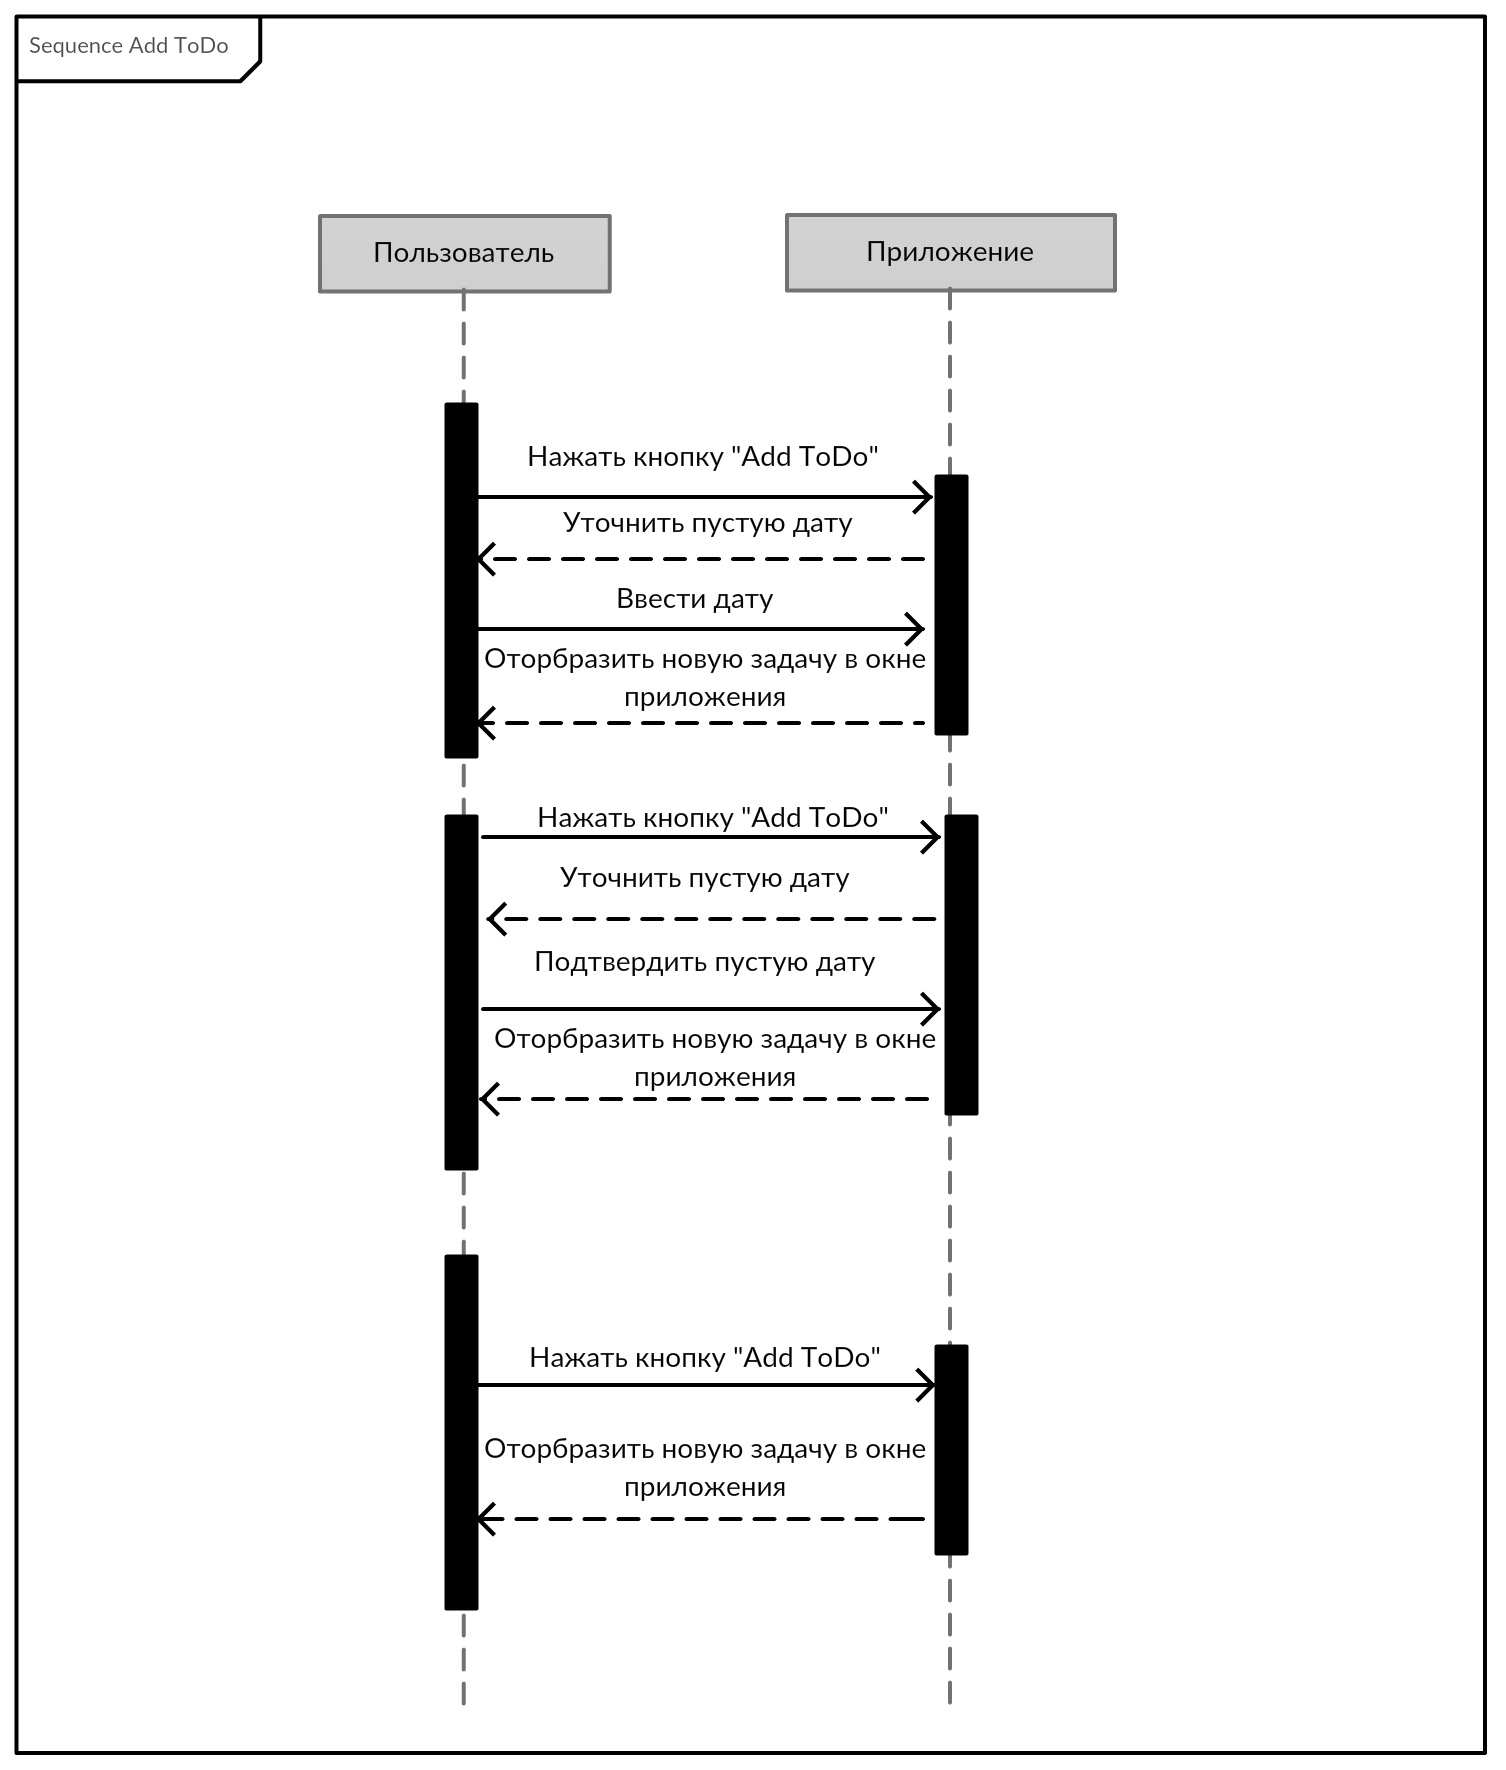 Sequence Add ToDo
Пользователь
Приложение
Нажать кнопку "Add ToDo"
Уточнить пустую дату
Ввести дату
Оторбразить новую задачу в окне
приложения
Нажать кнопку "Add ToDo"
Уточнить пустую дату
Подтвердить пустую дату
Оторбразить новую задачу в окне
приложения
Нажать кнопку "Add ToDo"
Оторбразить новую задачу в окне
приложения